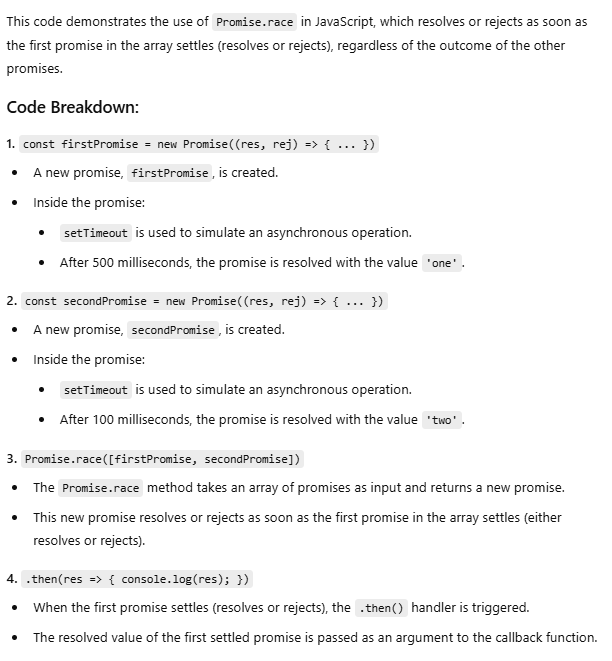 This code demonstrates the use of Promise.race in JavaScript, which resolves or rejects as soon as
the first promise in the array settles (resolves or rejects), regardless of the outcome of the other
promises.
Code Breakdown:
1. const firstPromise = new Promise((res, rej) => { ... })
• A new promise, firstPromise, is created.
• Inside the promise:
• setTimeout is used to simulate an asynchronous operation.
• After 500 milliseconds, the promise is resolved with the value 'one'.
2. const secondPromise = new Promise((res, rej) => { ... })
• A new promise, secondPromise, is created.
• Inside the promise:
• setTimeout is used to simulate an asynchronous operation.
• After 100 milliseconds, the promise is resolved with the value 'two'.
3. Promise.race([firstPromise, secondPromise])
• The Promise.race method takes an array of promises as input and returns a new promise.
• This new promise resolves or rejects as soon as the first promise in the array settles (either
resolves or rejects).
4. .then(res => { console.log(res); })
• When the first promise settles (resolves or rejects), the .then() handler is triggered.
• The resolved value of the first settled promise is passed as an argument to the callback function.